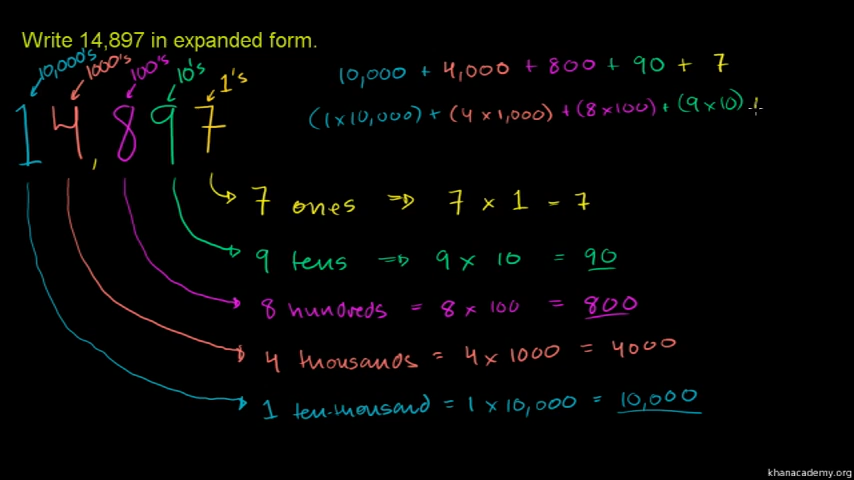 Write 14,897 in expanded form.
10,000's 1000's 100's 10's 1's
10,000 + 4,000 + 800 + 90 + 7
14,897
(1×10,000) + (4×1,000) + (8×100) + (9×10) +
7 ones ⇒ 7 × 1 = 7
9 tens ⇒ 9 × 10 = 90
8 hundreds = 8 × 100 = 800
4 thousands = 4 × 1000 = 4000
1 ten-thousand = 1 × 10,000 = 10,000
khanacademy.org